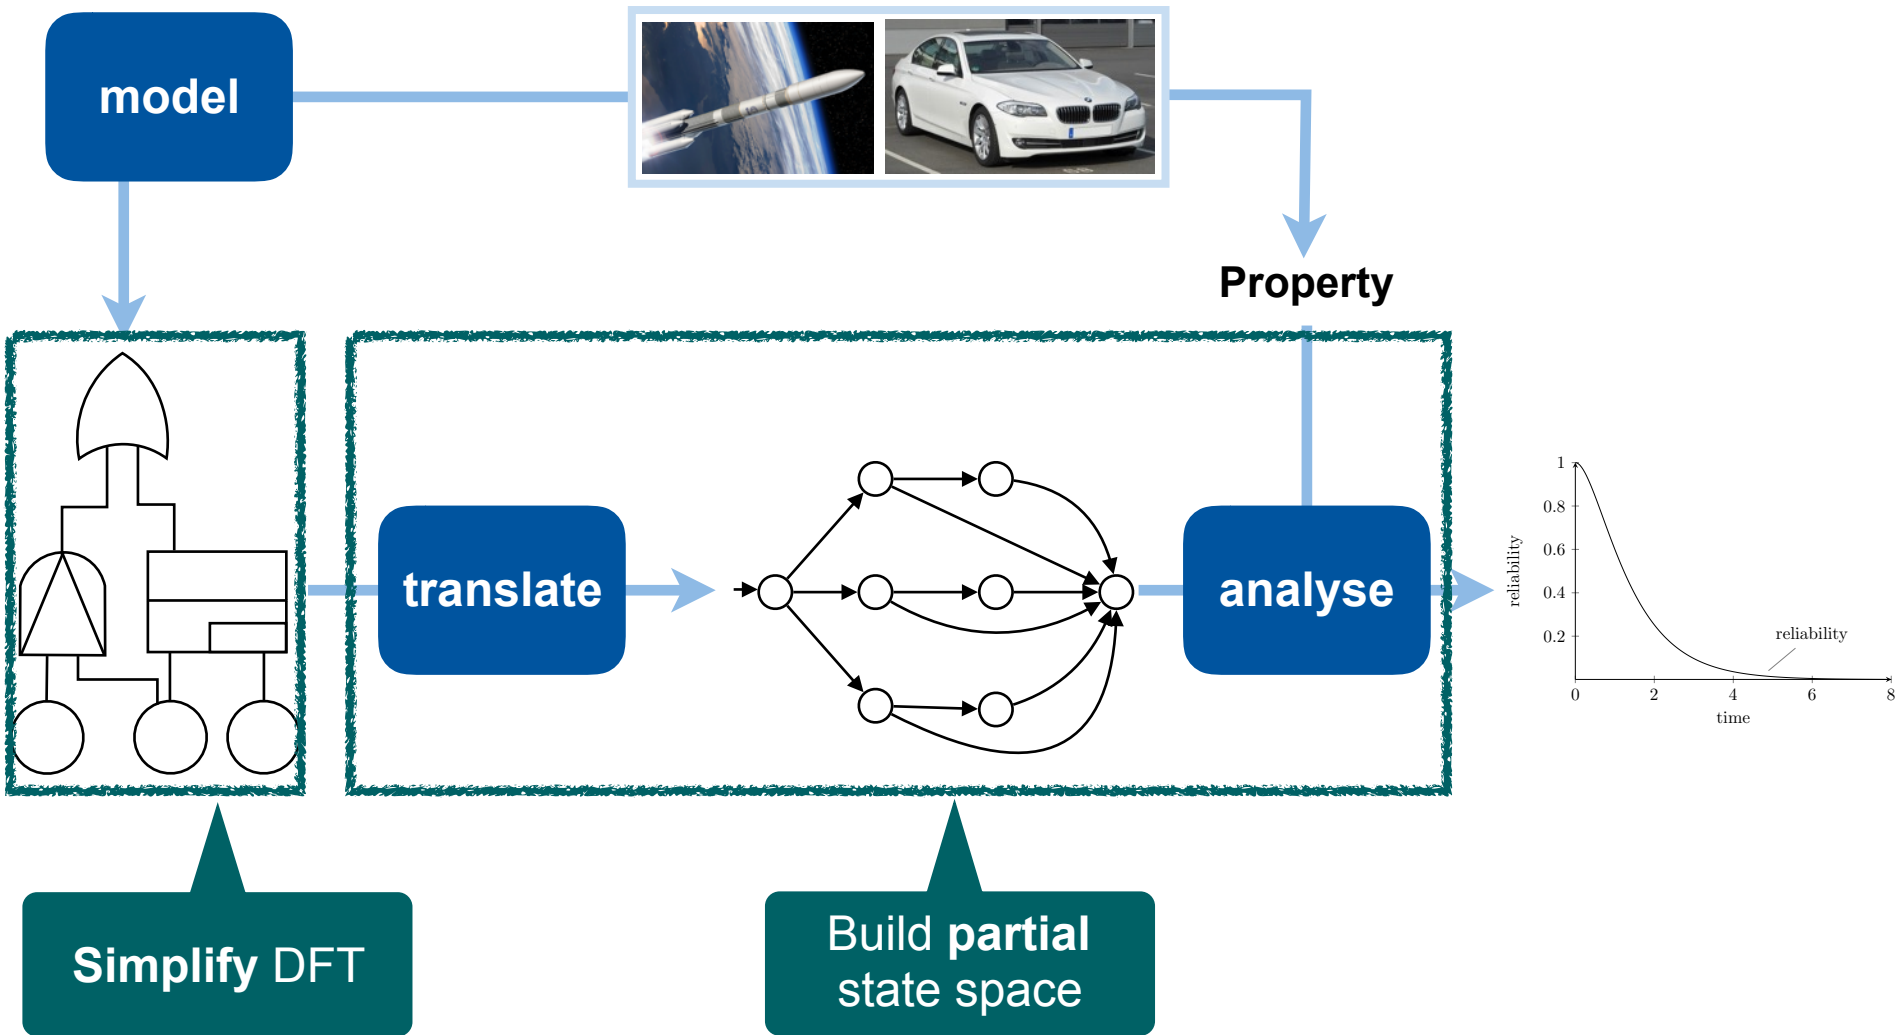 model
Property
translate
analyse
reliability
1
0.8
0.6
0.4
0.2
reliability
0
2
4
6
8
time
Simplify DFT
Build partial
state space